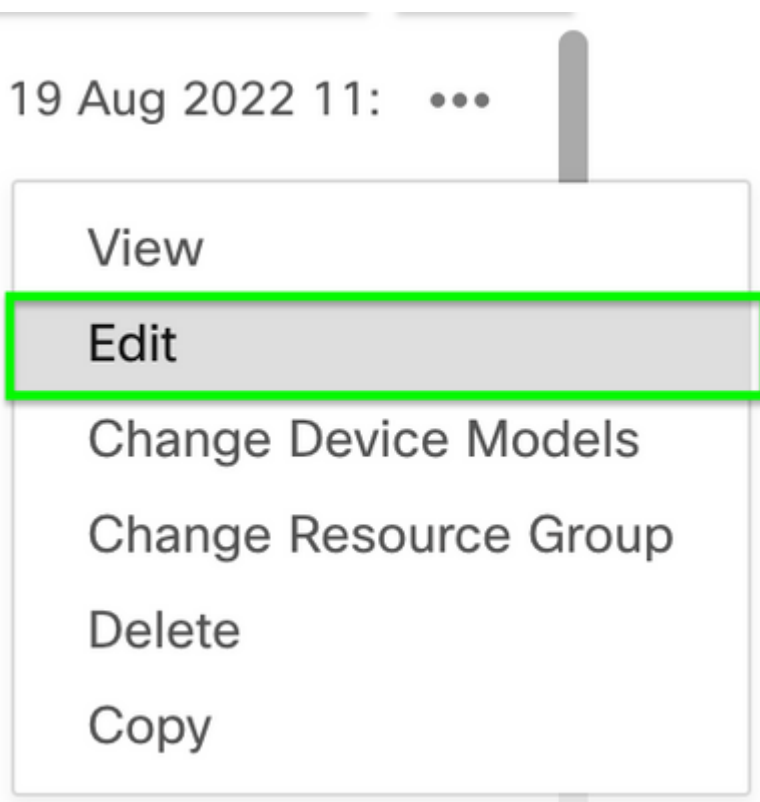 19 Aug 2022 11: •••
View
Edit
Change Device Models
Change Resource Group
Delete
Copy